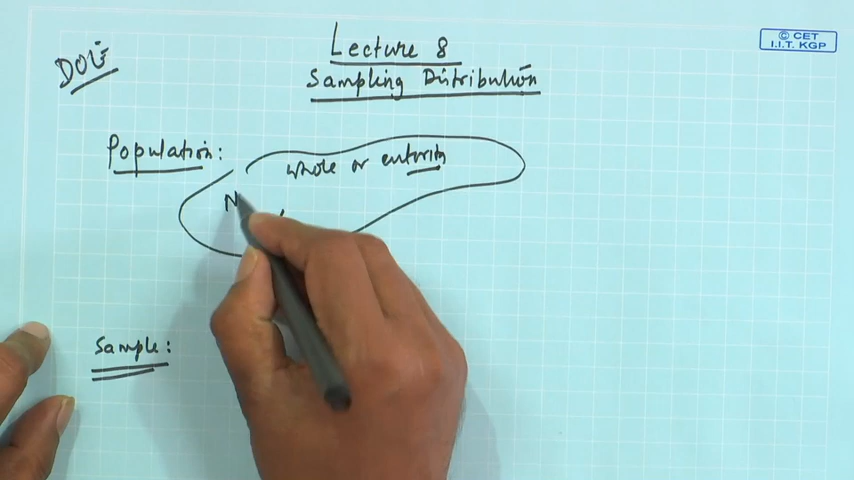 Lecture 8
© CET
I.I.T. KGP
DOE
Sampling Distribution
Population:
whole or entirity
N
Sample: